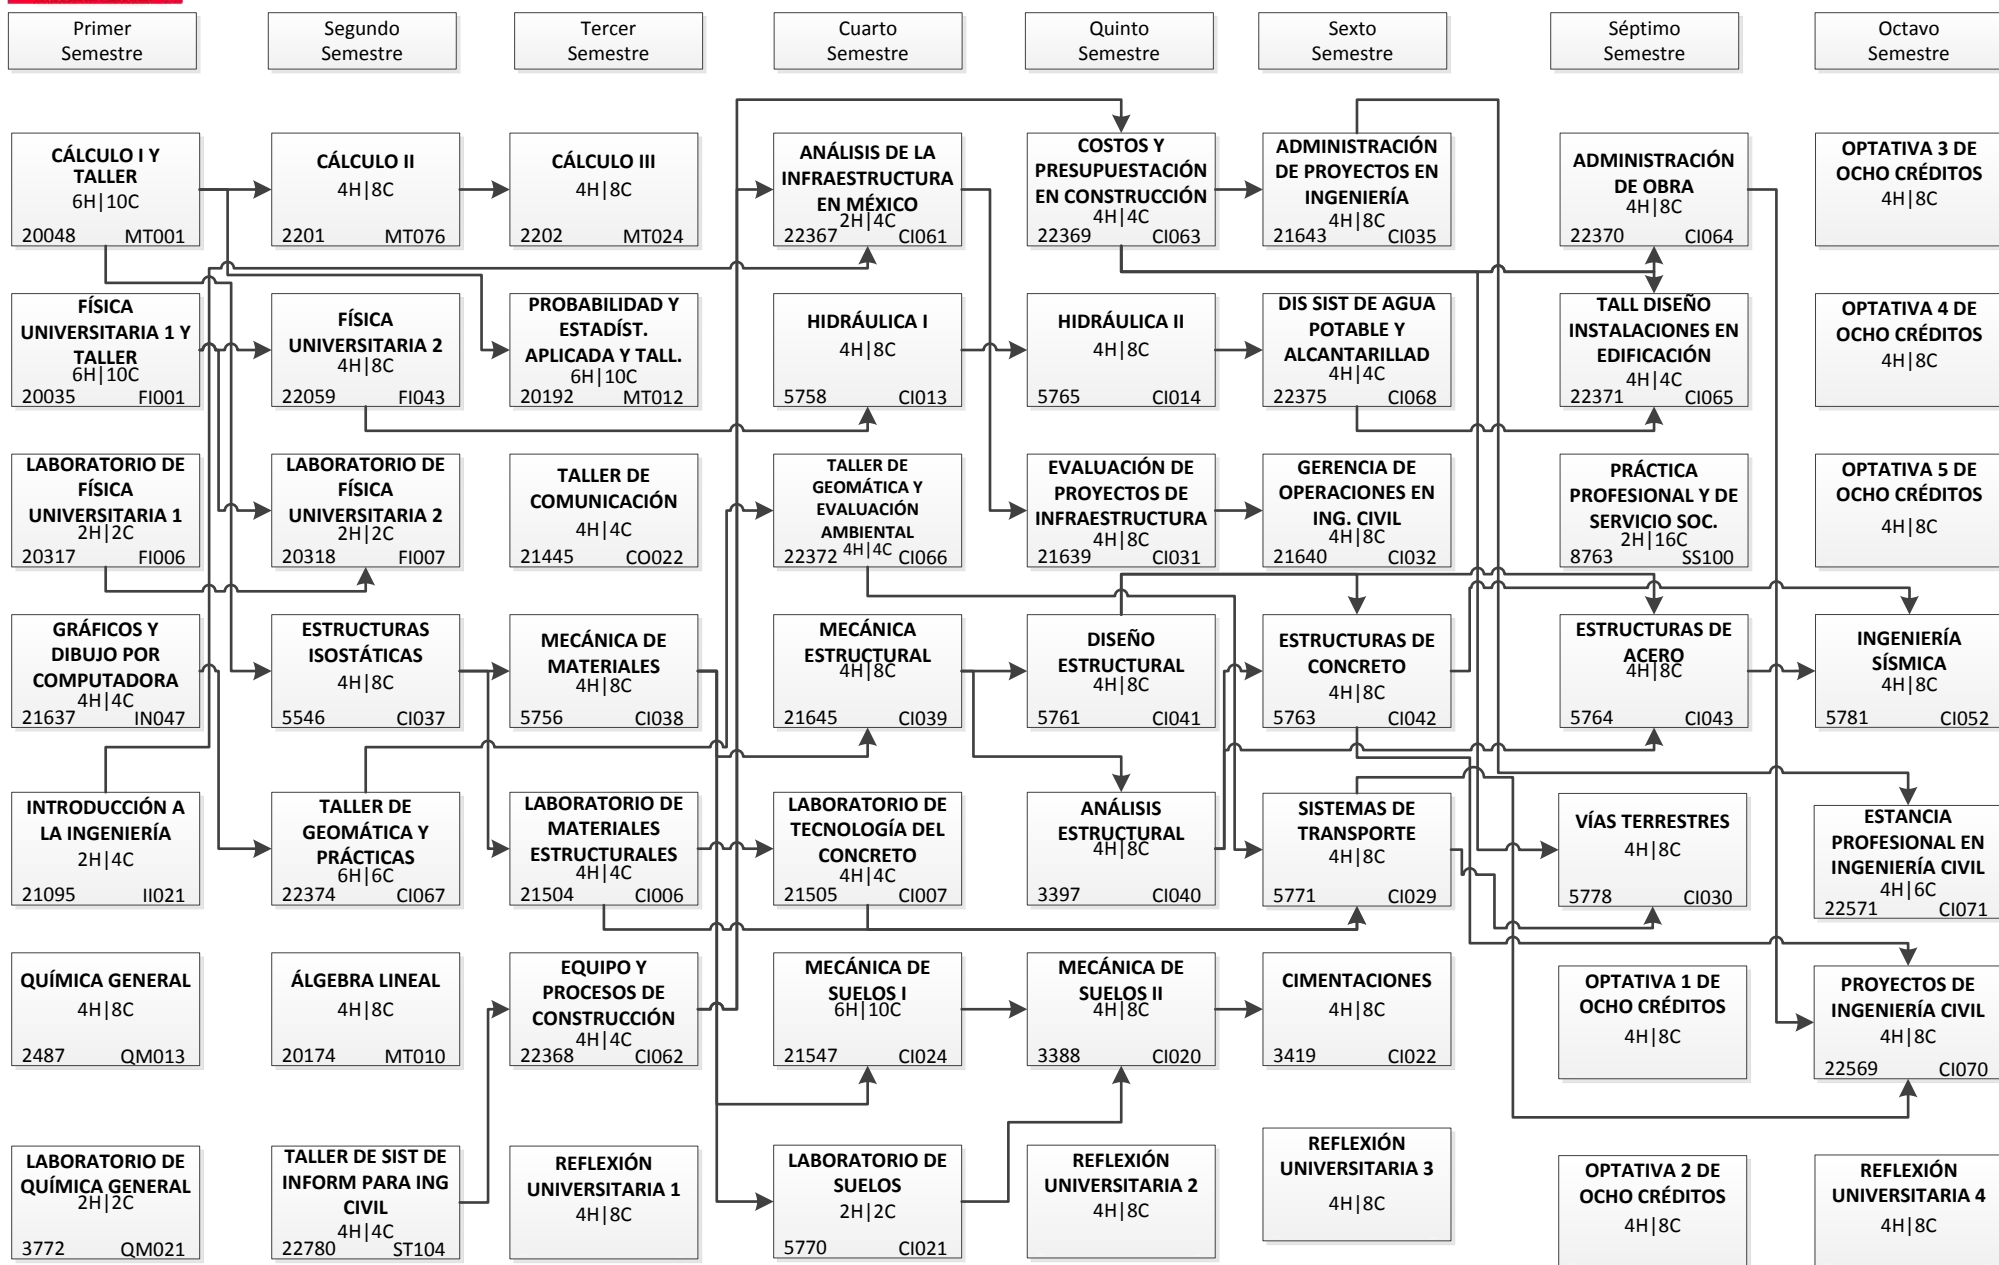 Primer
Semestre
Segundo
Semestre
Tercer
Semestre
Cuarto
Semestre
Quinto
Semestre
Sexto
Semestre
Séptimo
Semestre
Octavo
Semestre
CÁLCULO I Y
TALLER
6H|10C
20048 MT001
CÁLCULO II
4H|8C
2201 MT076
CÁLCULO III
4H|8C
2202 MT024
ANÁLISIS DE LA
INFRAESTRUCTURA
EN MÉXICO
2H|4C
22367 CI061
COSTOS Y
PRESUPUESTACIÓN
EN CONSTRUCCIÓN
4H|4C
22369 CI063
ADMINISTRACIÓN
DE PROYECTOS EN
INGENIERÍA
4H|8C
21643 CI035
ADMINISTRACIÓN
DE OBRA
4H|8C
22370 CI064
OPTATIVA 3 DE
OCHO CRÉDITOS
4H|8C
FÍSICA
UNIVERSITARIA 1 Y
TALLER
6H|10C
20035 FI001
FÍSICA
UNIVERSITARIA 2
4H|8C
22059 FI043
PROBABILIDAD Y
ESTADÍST.
APLICADA Y TALL.
6H|10C
20192 MT012
HIDRÁULICA I
4H|8C
5758 CI013
HIDRÁULICA II
4H|8C
5765 CI014
DIS SIST DE AGUA
POTABLE Y
ALCANTARILLAD
4H|4C
22375 CI068
TALL DISEÑO
INSTALACIONES EN
EDIFICACIÓN
4H|4C
22371 CI065
OPTATIVA 4 DE
OCHO CRÉDITOS
4H|8C
LABORATORIO DE
FÍSICA
UNIVERSITARIA 1
2H|2C
20317 FI006
LABORATORIO DE
FÍSICA
UNIVERSITARIA 2
2H|2C
20318 FI007
TALLER DE
COMUNICACIÓN
4H|4C
21445 CO022
TALLER DE
GEOMÁTICA Y
EVALUACIÓN
AMBIENTAL
22372 4H|4C CI066
EVALUACIÓN DE
PROYECTOS DE
INFRAESTRUCTURA
4H|8C
21639 CI031
GERENCIA DE
OPERACIONES EN
ING. CIVIL
4H|8C
21640 CI032
PRÁCTICA
PROFESIONAL Y DE
SERVICIO SOC.
2H|16C
8763 SS100
OPTATIVA 5 DE
OCHO CRÉDITOS
4H|8C
GRÁFICOS Y
DIBUJO POR
COMPUTADORA
4H|4C
21637 IN047
ESTRUCTURAS
ISOSTÁTICAS
4H|8C
5546 CI037
MECÁNICA DE
MATERIALES
4H|8C
5756 CI038
MECÁNICA
ESTRUCTURAL
4H|8C
21645 CI039
DISEÑO
ESTRUCTURAL
4H|8C
5761 CI041
ESTRUCTURAS DE
CONCRETO
4H|8C
5763 CI042
ESTRUCTURAS DE
ACERO
4H|8C
5764 CI043
INGENIERÍA
SÍSMICA
4H|8C
5781 CI052
INTRODUCCIÓN A
LA INGENIERÍA
2H|4C
21095 II021
TALLER DE
GEOMÁTICA Y
PRÁCTICAS
6H|6C
22374 CI067
LABORATORIO DE
MATERIALES
ESTRUCTURALES
4H|4C
21504 CI006
LABORATORIO DE
TECNOLOGÍA DEL
CONCRETO
4H|4C
21505 CI007
ANÁLISIS
ESTRUCTURAL
4H|8C
3397 CI040
SISTEMAS DE
TRANSPORTE
4H|8C
5771 CI029
VÍAS TERRESTRES
4H|8C
5778 CI030
ESTANCIA
PROFESIONAL EN
INGENIERÍA CIVIL
4H|6C
22571 CI071
QUÍMICA GENERAL
4H|8C
2487 QM013
ÁLGEBRA LINEAL
4H|8C
20174 MT010
EQUIPO Y
PROCESOS DE
CONSTRUCCIÓN
4H|4C
22368 CI062
MECÁNICA DE
SUELOS I
6H|10C
21547 CI024
MECÁNICA DE
SUELOS II
4H|8C
3388 CI020
CIMENTACIONES
4H|8C
3419 CI022
OPTATIVA 1 DE
OCHO CRÉDITOS
4H|8C
PROYECTOS DE
INGENIERÍA CIVIL
4H|8C
22569 CI070
LABORATORIO DE
QUÍMICA GENERAL
2H|2C
3772 QM021
TALLER DE SIST DE
INFORM PARA ING
CIVIL
4H|4C
22780 ST104
REFLEXIÓN
UNIVERSITARIA 1
4H|8C
LABORATORIO DE
SUELOS
2H|2C
5770 CI021
REFLEXIÓN
UNIVERSITARIA 2
4H|8C
REFLEXIÓN
UNIVERSITARIA 3
4H|8C
OPTATIVA 2 DE
OCHO CRÉDITOS
4H|8C
REFLEXIÓN
UNIVERSITARIA 4
4H|8C